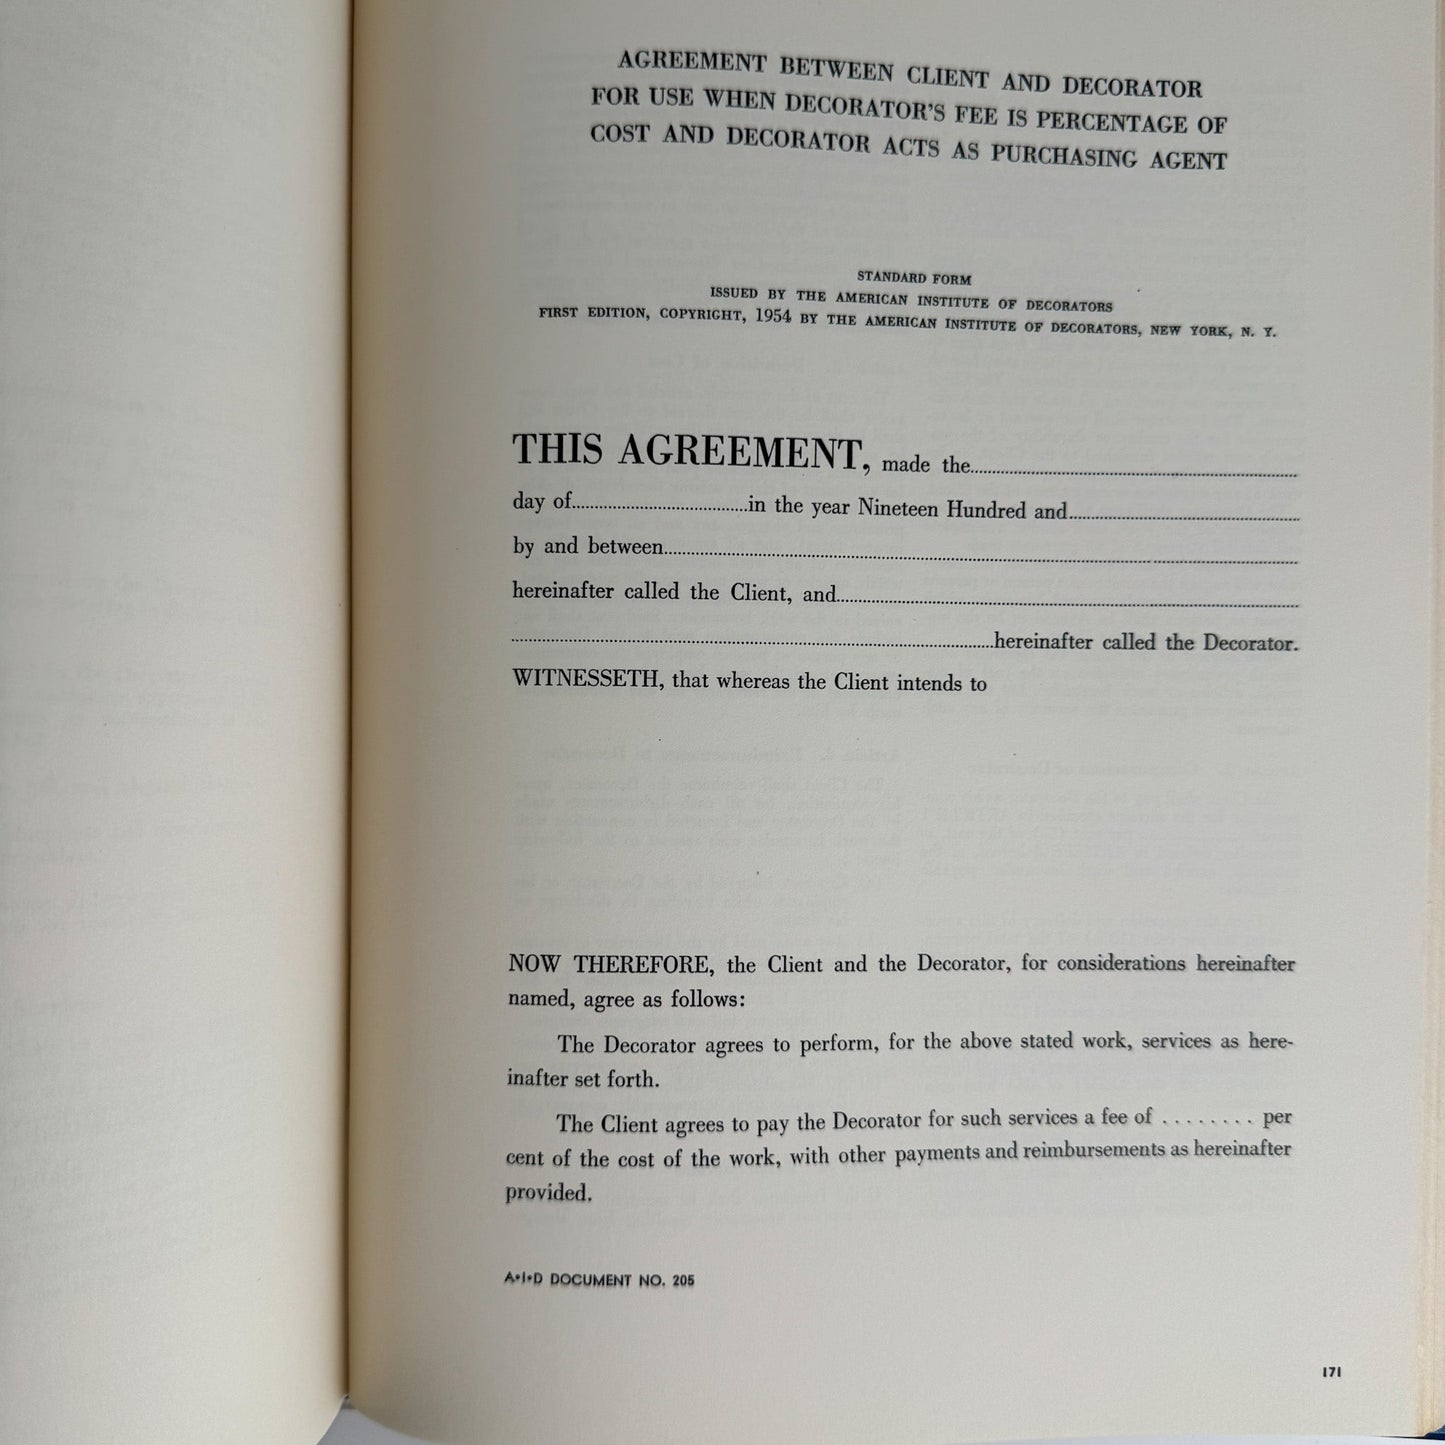 AGREEMENT BETWEEN CLIENT AND DECORATOR
FOR USE WHEN DECORATOR'S FEE IS PERCENTAGE OF
COST AND DECORATOR ACTS AS PURCHASING AGENT
STANDARD FORM
ISSUED BY THE AMERICAN INSTITUTE OF DECORATORS
FIRST EDITION, COPYRIGHT, 1954 BY THE AMERICAN INSTITUTE OF DECORATORS, NEW YORK, N. Y.
THIS AGREEMENT, made the
day of in the year Nineteen Hundred and
by and between
hereinafter called the Client, and
hereinafter called the Decorator.
WITNESSETH, that whereas the Client intends to
NOW THEREFORE, the Client and the Decorator, for considerations hereinafter
named, agree as follows:
The Decorator agrees to perform, for the above stated work, services as here-
inafter set forth.
The Client agrees to pay the Decorator for such services a fee of ........ per
cent of the cost of the work, with other payments and reimbursements as hereinafter
provided.
A•I•D DOCUMENT NO. 205
171